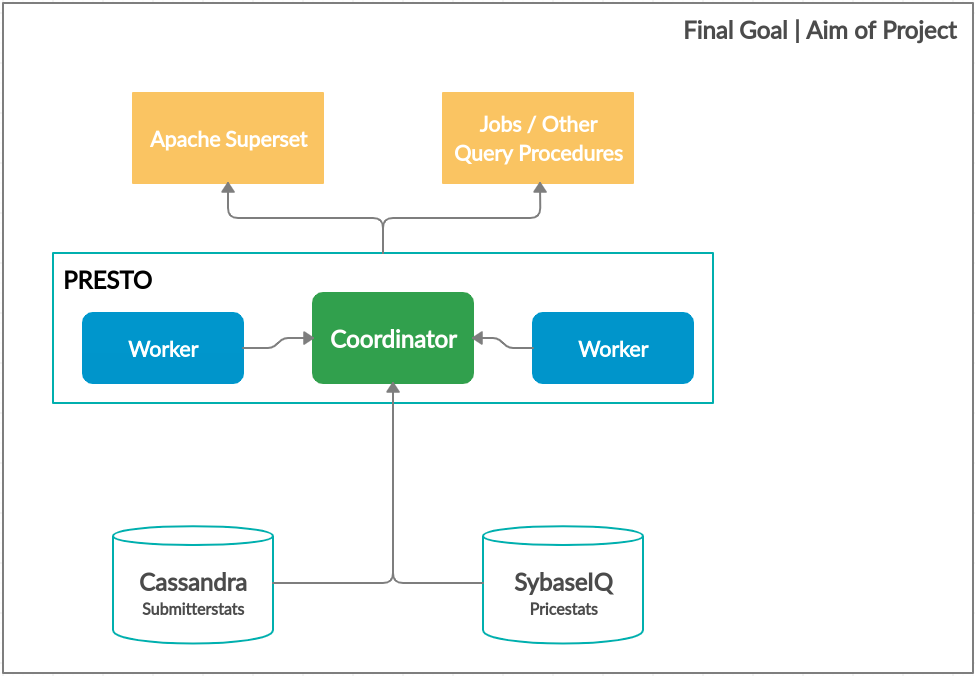 Final Goal | Aim of Project
Apache Superset
Jobs / Other
Query Procedures
PRESTO
Worker
Coordinator
Worker
Cassandra
Submitterstats
SybaseIQ
Pricestats